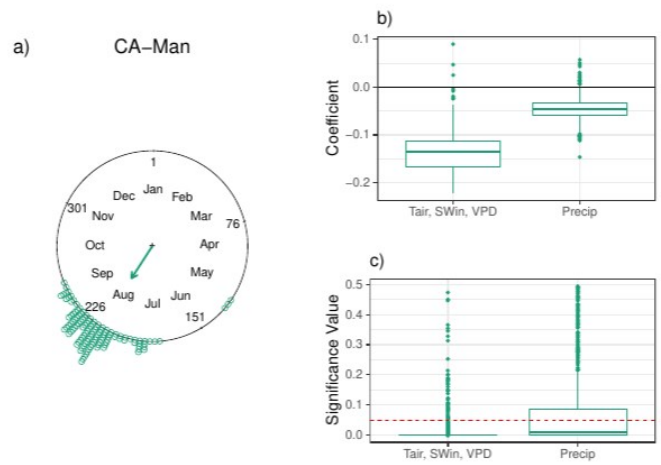 a)
CA−Man
1
Jan
Feb
Mar
76
Apr
May
Jun
151
Jul
Aug
226
Sep
Oct
Nov
301
Dec
b)
Coefficient
0.1
0.0
−0.1
−0.2
Tair, SWin, VPD
Precip
c)
Significance Value
0.5
0.4
0.3
0.2
0.1
0.0
Tair, SWin, VPD
Precip